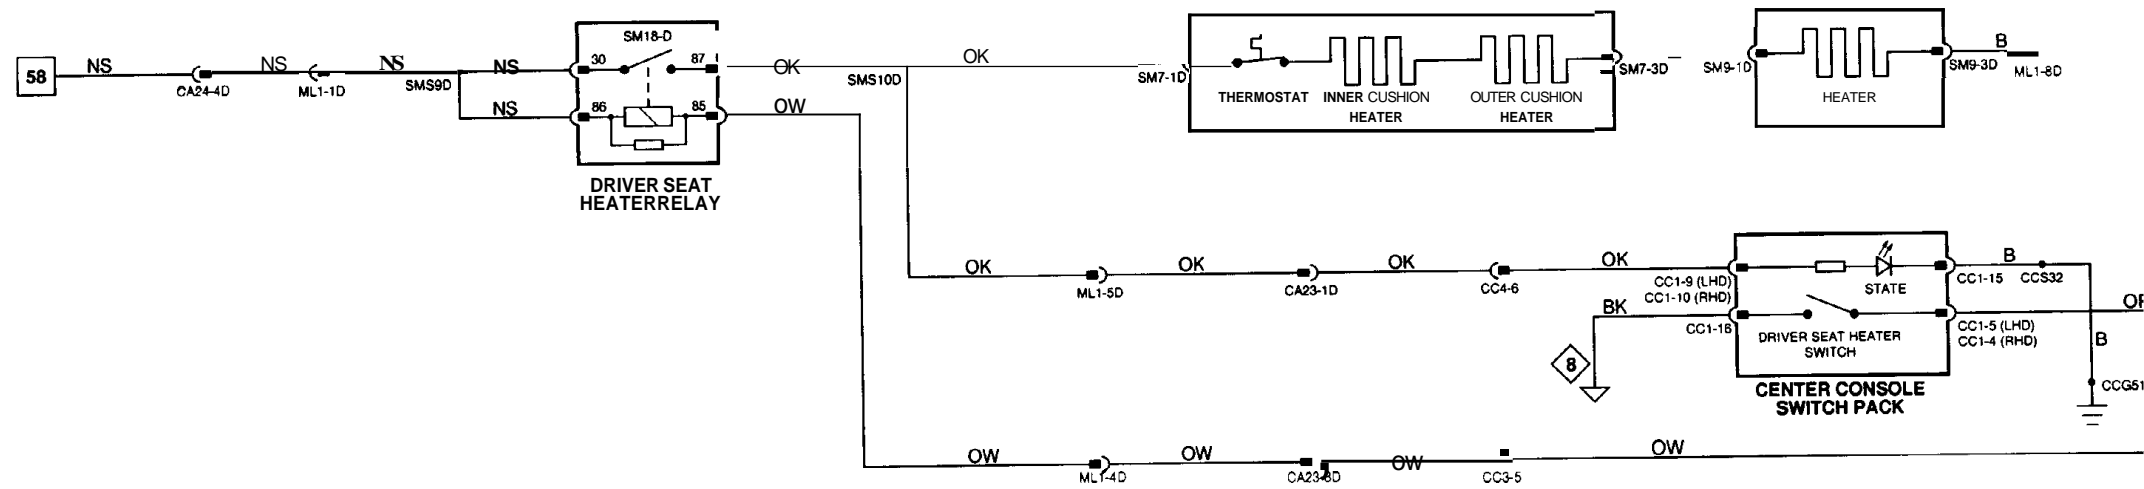 58
NS
CA24-4D
NS
ML1-1D
NS
SMS9D
NS
NS
SM18-D
30
87
86
85
DRIVER SEAT
HEATERRELAY
OK
SMS10D
OK
OW
SM7-1D
THERMOSTAT
INNER CUSHION
HEATER
OUTER CUSHION
HEATER
SM7-3D
SM9-1D
HEATER
SM9-3D
B
ML1-8D
OK
ML1-5D
OK
CA23-1D
OK
CC4-6
OK
CC1-9 (LHD)
CC1-10 (RHD)
BK
CC1-16
8
STATE
DRIVER SEAT HEATER
SWITCH
CENTER CONSOLE
SWITCH PACK
CC1-15
B
CCS32
CC1-5 (LHD)
CC1-4 (RHD)
B
CCG51
OW
ML1-4D
OW
CA23-3D
OW
CC3-5
OW